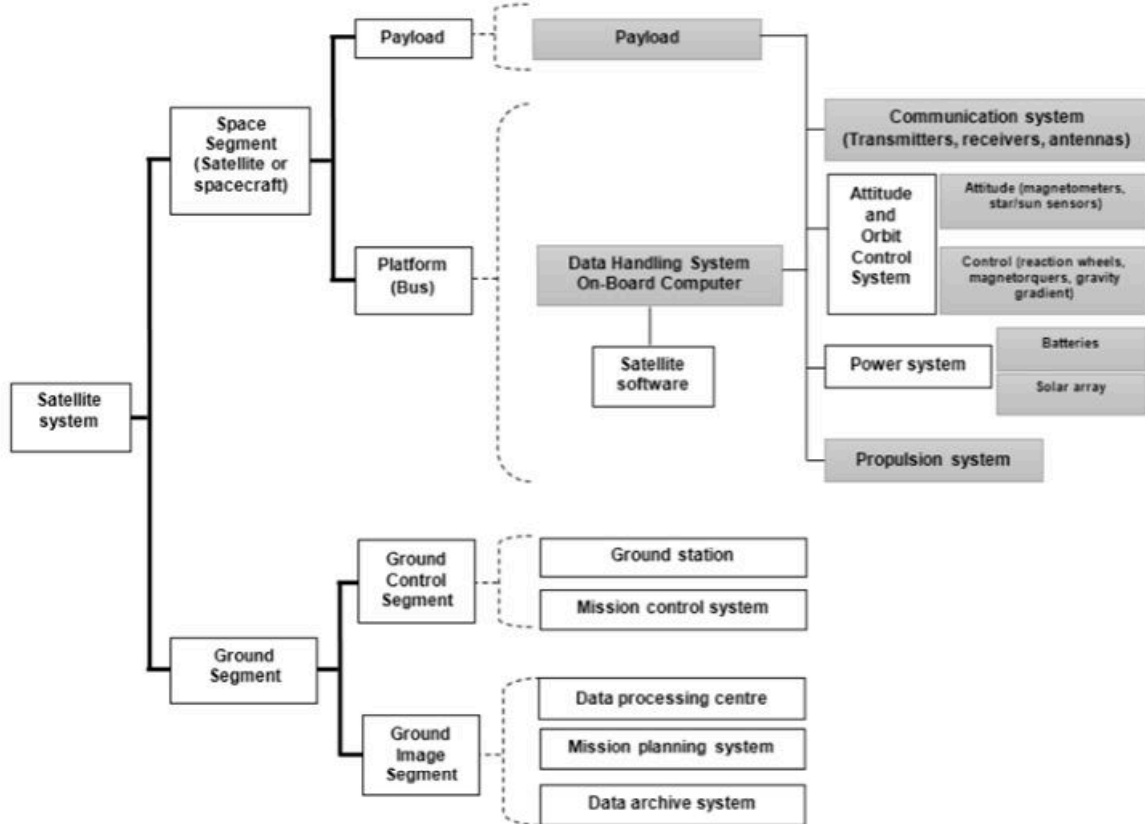 Payload
Payload
Space
Segment
(Satellite or
spacecraft)
Communication system
(Transmitters, receivers, antennas)
Attitude
and
Orbit
Control
System
Attitude (magnetometers,
star/sun sensors)
Control (reaction wheels,
magnetorquers, gravity
gradient)
Platform
(Bus)
Data Handling System
On-Board Computer
Satellite
software
Power system
Batteries
Solar array
Propulsion system
Satellite
system
Ground
Control
Segment
Ground station
Mission control system
Ground
Segment
Ground
Image
Segment
Data processing centre
Mission planning system
Data archive system